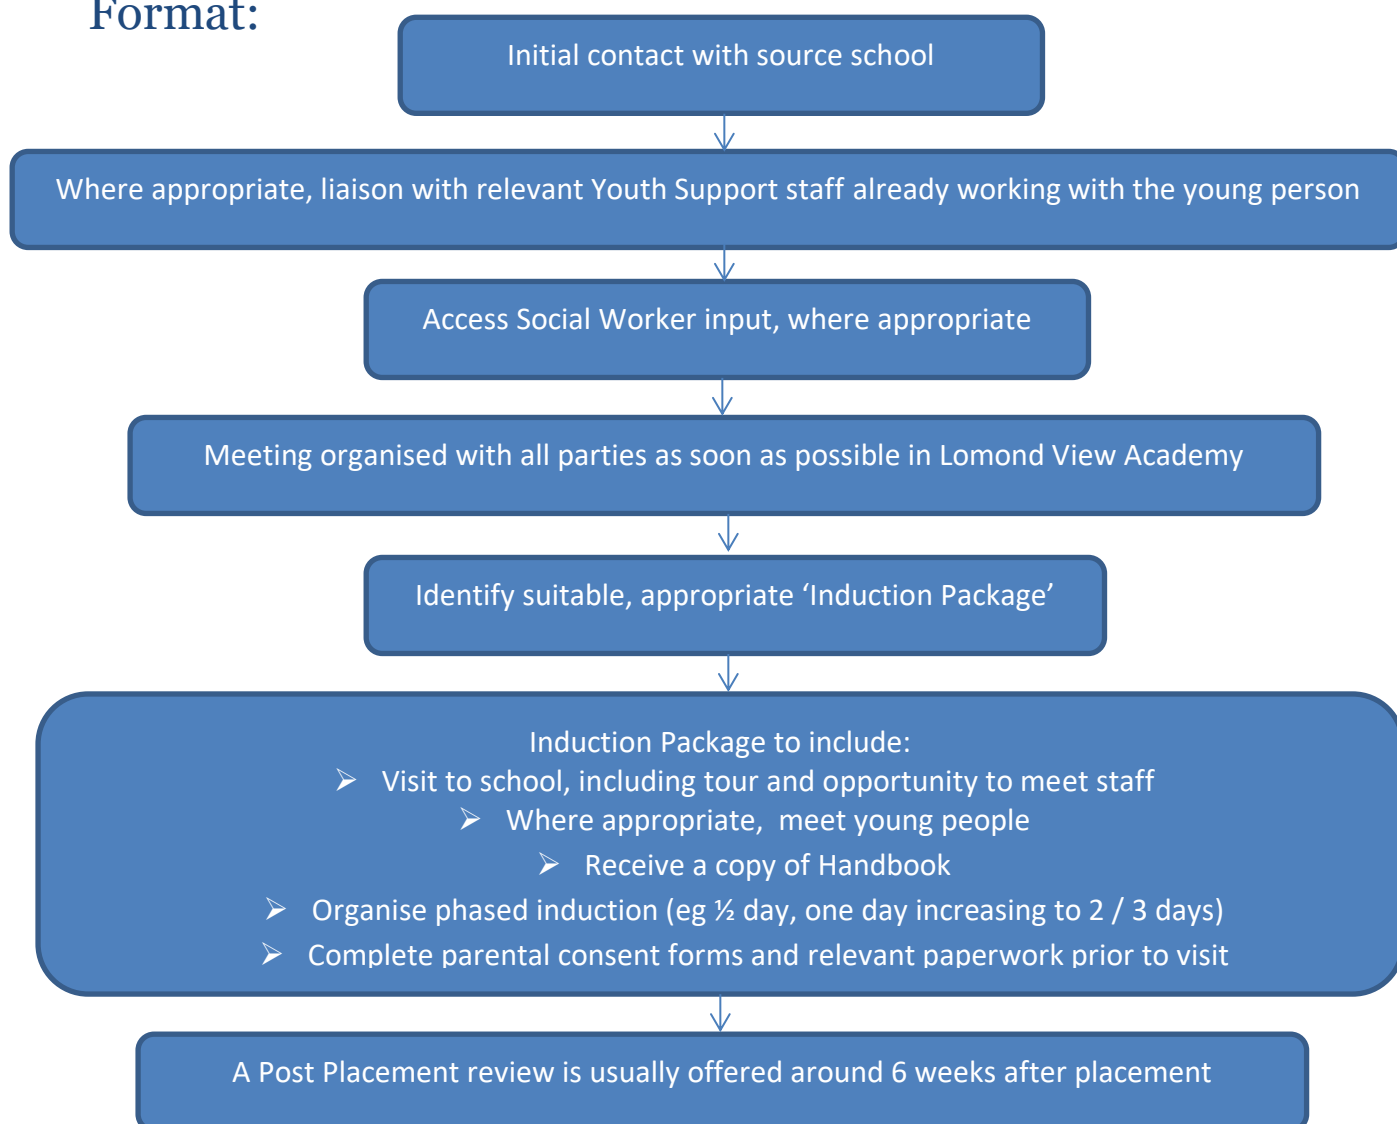 Format:
Initial contact with source school
Where appropriate, liaison with relevant Youth Support staff already working with the young person
Access Social Worker input, where appropriate
Meeting organised with all parties as soon as possible in Lomond View Academy
Identify suitable, appropriate ‘Induction Package’
Induction Package to include:
➢ Visit to school, including tour and opportunity to meet staff
➢ Where appropriate,  meet young people
➢ Receive a copy of Handbook
➢ Organise phased induction (eg ½ day, one day increasing to 2 / 3 days)
➢ Complete parental consent forms and relevant paperwork prior to visit
A Post Placement review is usually offered around 6 weeks after placement